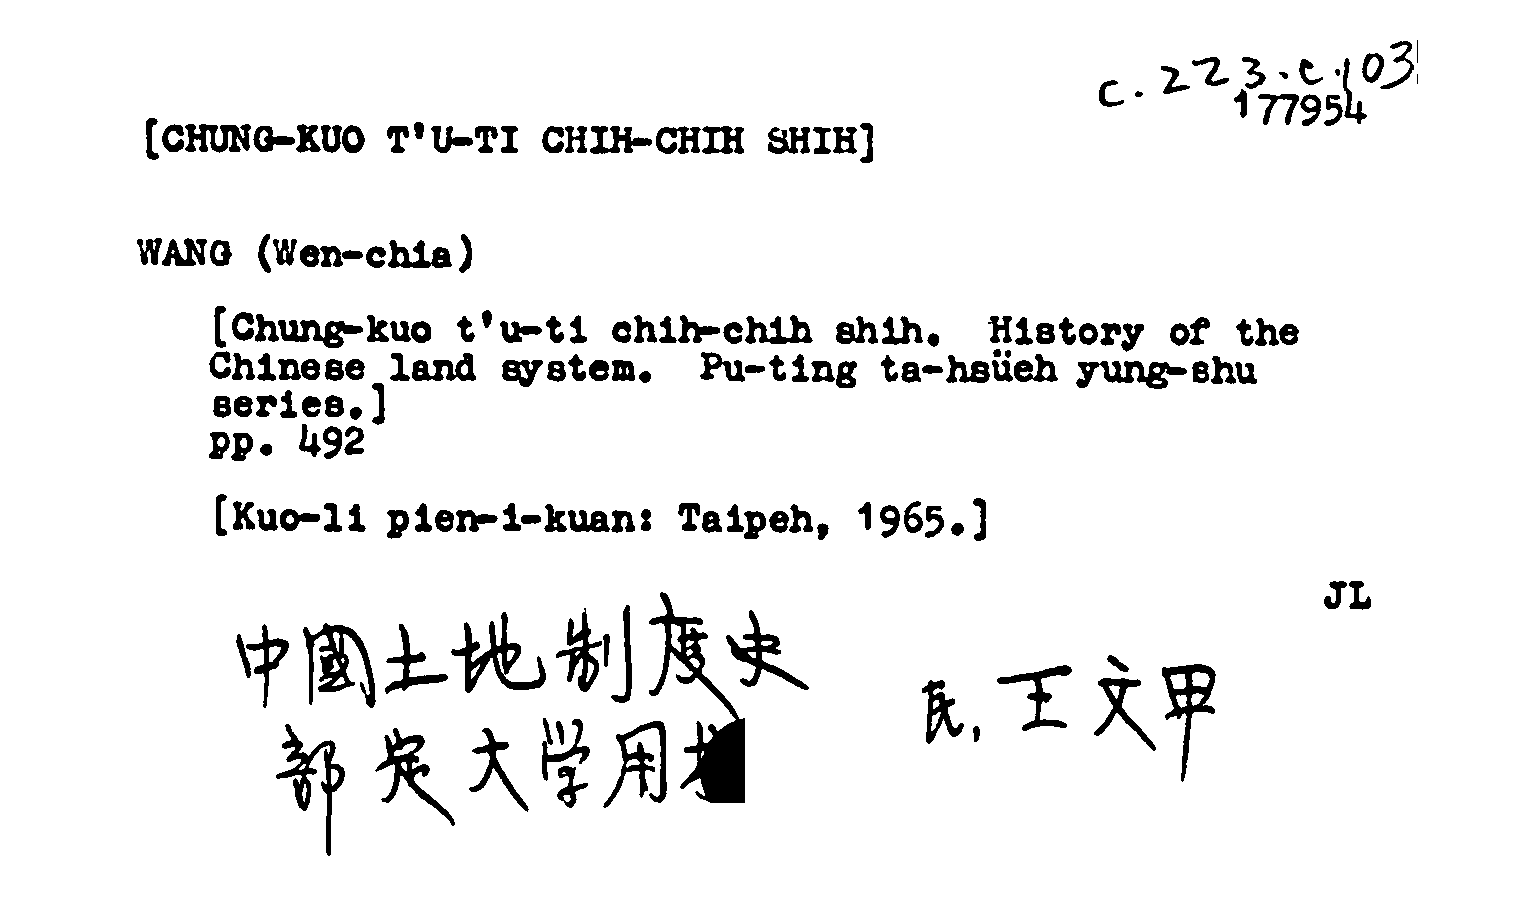 C.223.c.103
177954
[CHUNG-KUO T'U-TI CHIH-CHIH SHIH]
WANG (Wen-chia)
[Chung-kuo t'u-ti chih-chih shih. History of the
Chinese land system. Pu-ting ta-hsüeh yung-shu
series.]
pp. 492
[Kuo-li pien-i-kuan: Taipeh, 1965.]
JL
中國土地制度史
民, 王文甲
部定大学用